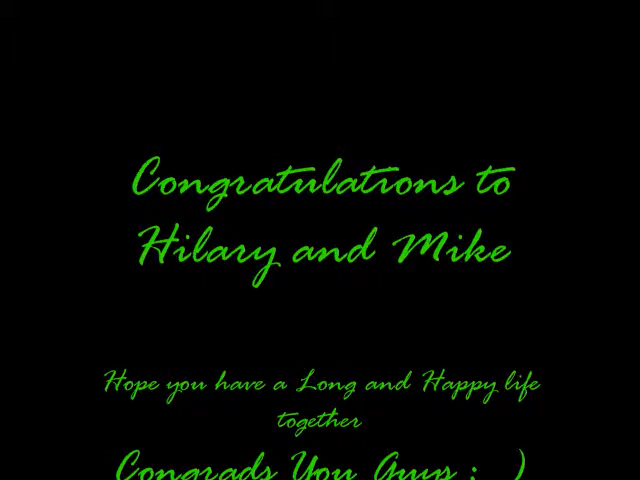 Congratulations to
Hilary and Mike
Hope you have a Long and Happy life
together
Congrads You Guys : )